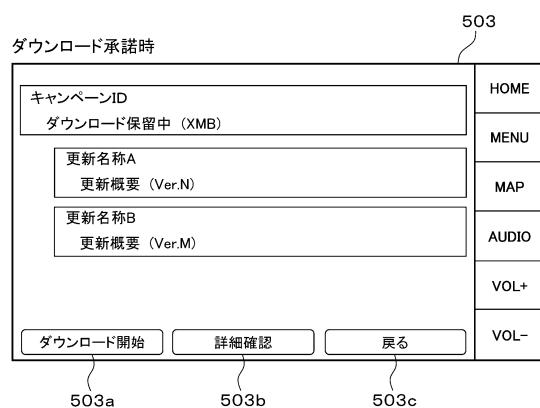 503
ダウンロード承諾時
キャンペーンID
ダウンロード保留中 (XMB)
更新名称A
更新概要 (Ver.N)
更新名称B
更新概要 (Ver.M)
HOME
MENU
MAP
AUDIO
VOL+
VOL−
ダウンロード開始
詳細確認
戻る
503a
503b
503c